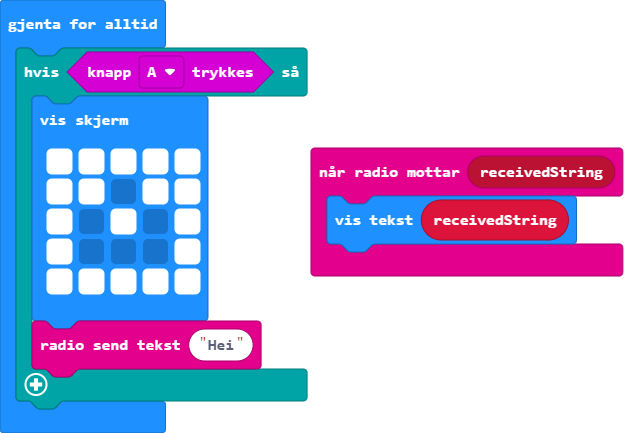 gjenta for alltid
hvis knapp A trykkes så
vis skjerm
radio send tekst "Hei"
når radio mottar receivedString
vis tekst receivedString